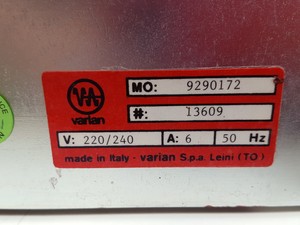 MO: 9290172
varian
#: 13609
V: 220/240 A: 6 50 Hz
made in Italy - varian S.p.a. Leini (TO)